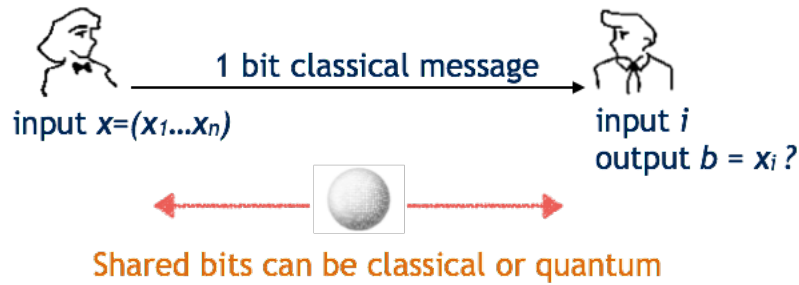 1 bit classical message
input x=(x₁...xₙ)
input i
output b = xᵢ ?
Shared bits can be classical or quantum